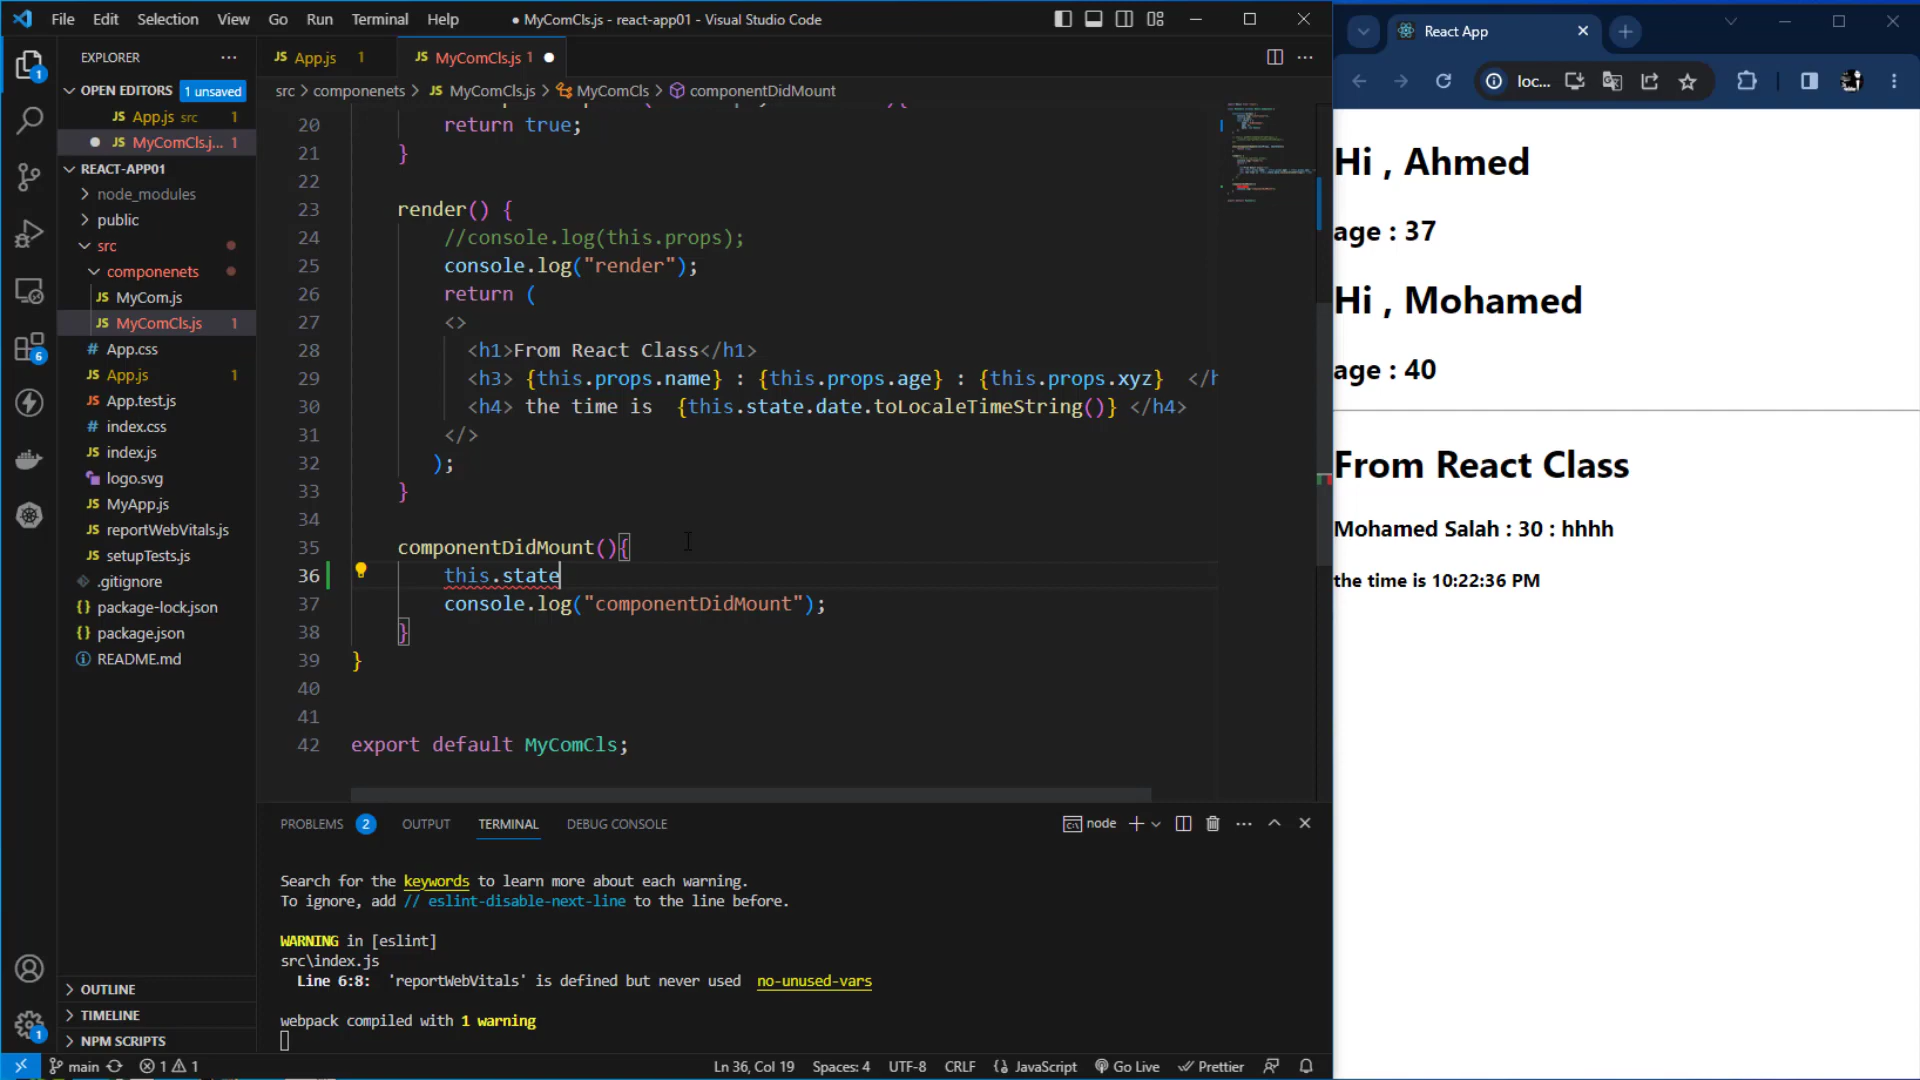 File Edit Selection View Go Run Terminal Help
MyComCls.js - react-app01 - Visual Studio Code
EXPLORER
OPEN EDITORS 1 unsaved
App.js src 1
MyComCls.j... 1
REACT-APP01
node_modules
public
src
componenets
MyCom.js
MyComCls.js 1
App.css
App.js 1
App.test.js
index.css
index.js
logo.svg
MyApp.js
reportWebVitals.js
setupTests.js
.gitignore
package-lock.json
package.json
README.md
OUTLINE
TIMELINE
NPM SCRIPTS
JS App.js 1
JS MyComCls.js 1
src > componenets > JS MyComCls.js > MyComCls > componentDidMount
20 return true;
21 }
22
23 render() {
24 //console.log(this.props);
25 console.log("render");
26 return (
27 <>
28 <h1>From React Class</h1>
29 <h3> {this.props.name} : {this.props.age} : {this.props.xyz} </h
30 <h4> the time is {this.state.date.toLocaleTimeString()} </h4>
31 </>
32 );
33 }
34
35 componentDidMount(){
36 this.state
37 console.log("componentDidMount");
38 }
39 }
40
41
42 export default MyComCls;
PROBLEMS 2 OUTPUT TERMINAL DEBUG CONSOLE
node
Search for the keywords to learn more about each warning.
To ignore, add // eslint-disable-next-line to the line before.
WARNING in [eslint]
src\index.js
Line 6:8: 'reportWebVitals' is defined but never used no-unused-vars
webpack compiled with 1 warning
main 1 1 Ln 36, Col 19 Spaces: 4 UTF-8 CRLF JavaScript Go Live Prettier
React App
loc...
Hi , Ahmed
age : 37
Hi , Mohamed
age : 40
From React Class
Mohamed Salah : 30 : hhhh
the time is 10:22:36 PM